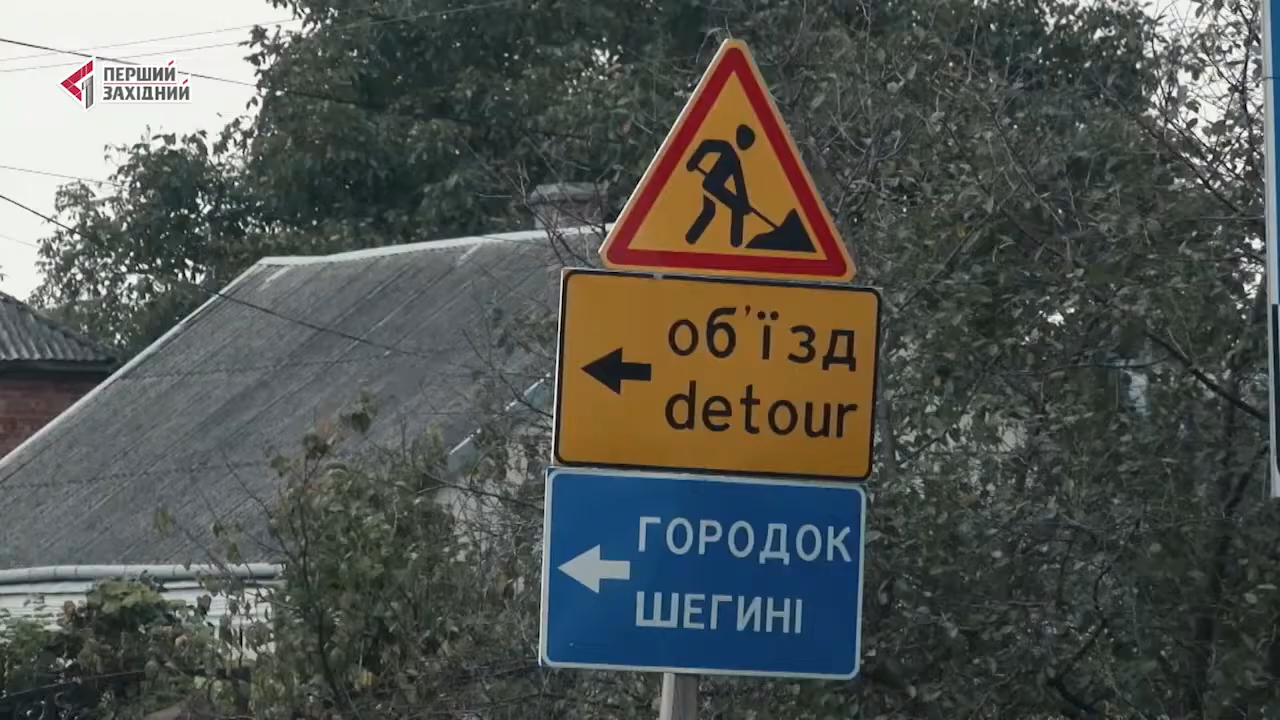 ПЕРШИЙ
ЗАХІДНИЙ
об'їзд
detour
ГОРОДОК
ШЕГИНІ